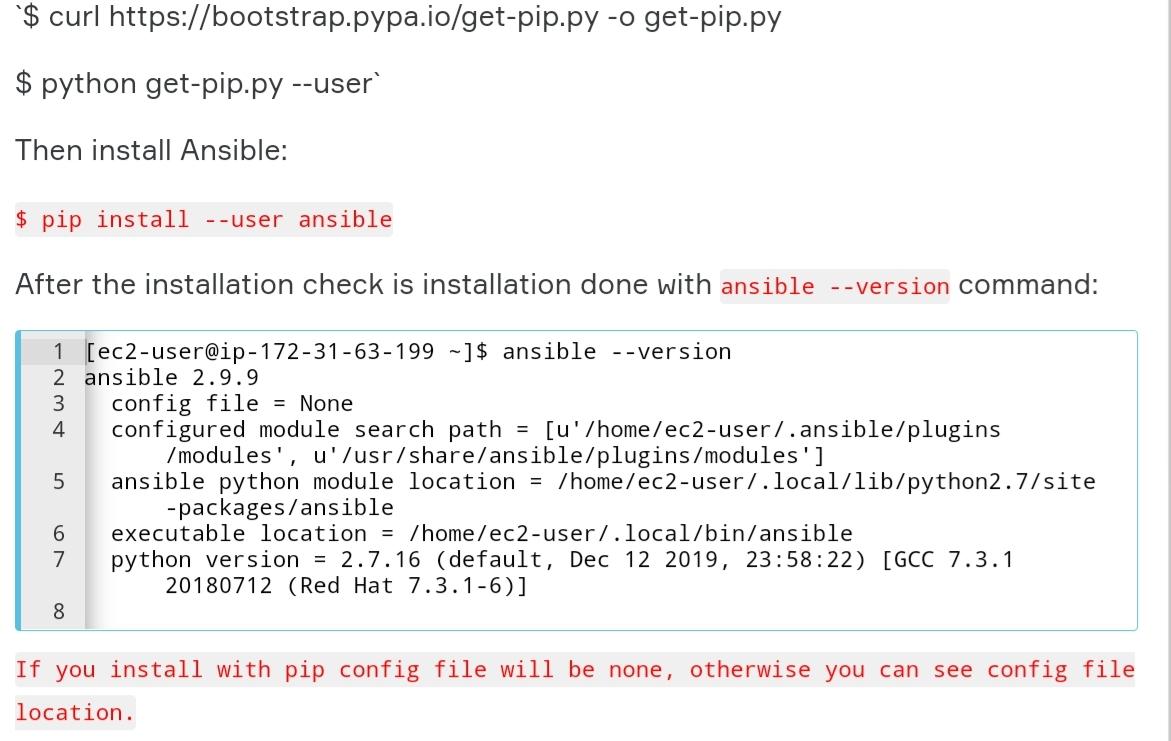 `$ curl https://bootstrap.pypa.io/get-pip.py -o get-pip.py
$ python get-pip.py --user`
Then install Ansible:
$ pip install --user ansible
After the installation check is installation done with ansible --version command:
1 [ec2-user@ip-172-31-63-199 ~]$ ansible --version
2 ansible 2.9.9
3   config file = None
4   configured module search path = [u'/home/ec2-user/.ansible/plugins
/modules', u'/usr/share/ansible/plugins/modules']
5   ansible python module location = /home/ec2-user/.local/lib/python2.7/site
-packages/ansible
6   executable location = /home/ec2-user/.local/bin/ansible
7   python version = 2.7.16 (default, Dec 12 2019, 23:58:22) [GCC 7.3.1
20180712 (Red Hat 7.3.1-6)]
8
If you install with pip config file will be none, otherwise you can see config file
location.